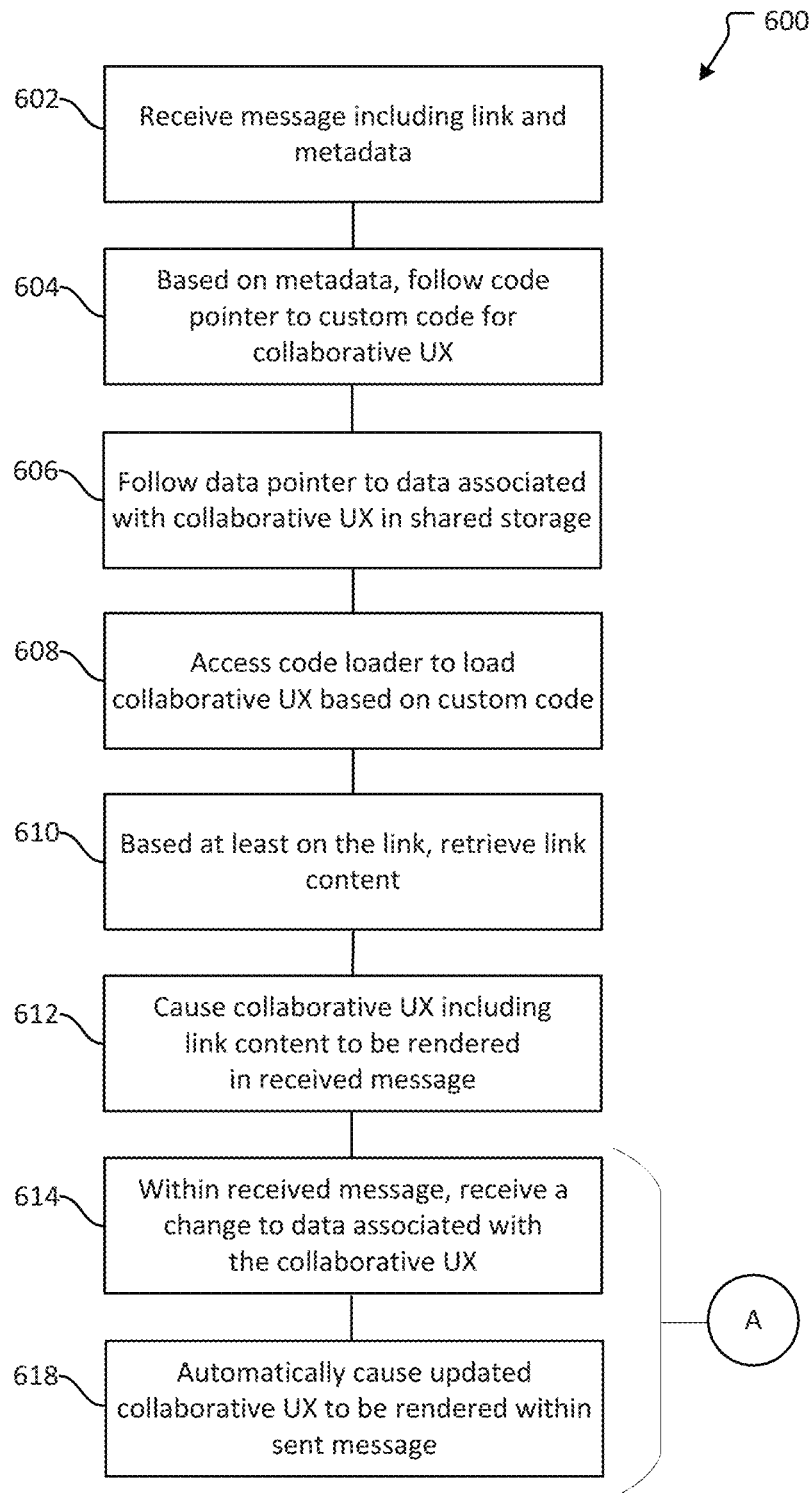 600
602
Receive message including link and
metadata
604
Based on metadata, follow code
pointer to custom code for
collaborative UX
606
Follow data pointer to data associated
with collaborative UX in shared storage
608
Access code loader to load
collaborative UX based on custom code
610
Based at least on the link, retrieve link
content
612
Cause collaborative UX including
link content to be rendered
in received message
614
Within received message, receive a
change to data associated with
the collaborative UX
A
618
Automatically cause updated
collaborative UX to be rendered within
sent message